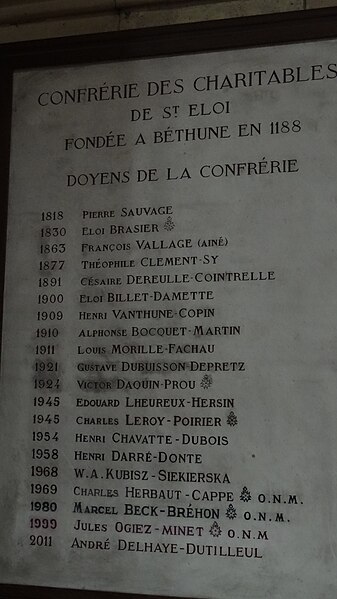 CONFRÉRIE DES CHARITABLES
DE ST ELOI
FONDÉE A BÉTHUNE EN 1188
DOYENS DE LA CONFRÉRIE
1818 PIERRE SAUVAGE
1830 ELOI BRASIER
1863 FRANÇOIS VALLAGE (AINÉ)
1877 THÉOPHILE CLEMENT-SY
1891 CÉSAIRE DEREULLE-COINTRELLE
1900 ELOI BILLET-DAMETTE
1909 HENRI VANTHUNE-COPIN
1910 ALPHONSE BOCQUET-MARTIN
1911 LOUIS MORILLE-FACHAU
1921 GUSTAVE DUBUISSON-DEPRETZ
1924 VICTOR DAQUIN-PROU
1945 EDOUARD LHEUREUX-HERSIN
1945 CHARLES LEROY-POIRIER
1954 HENRI CHAVATTE-DUBOIS
1958 HENRI DARRÉ-DONTE
1968 W.A. KUBISZ-SIEKIERSKA
1969 CHARLES HERBAUT-CAPPE O.N.M.
1980 MARCEL BECK-BRÉHON O.N.M.
1999 JULES OGIEZ-MINET O.N.M
2011 ANDRÉ DELHAYE-DUTILLEUL